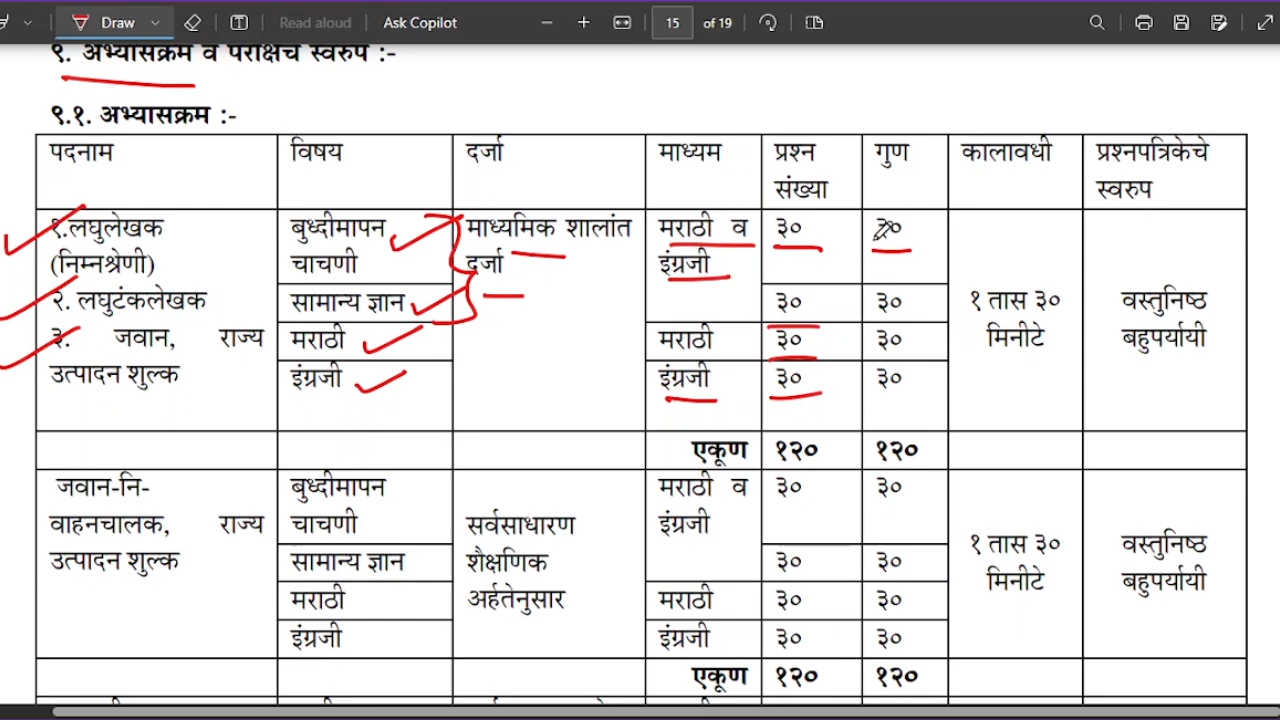 Draw
Read aloud
Ask Copilot
15 of 19
९. अभ्यासक्रम व परीक्षेचे स्वरुप :-
९.१. अभ्यासक्रम :-
पदनाम विषय दर्जा माध्यम प्रश्न संख्या गुण कालावधी प्रश्नपत्रिकेचे स्वरुप
१.लघुलेखक बुध्दीमापन माध्यमिक शालांत मराठी व ३० ३०
(निम्नश्रेणी) चाचणी दर्जा इंग्रजी
२. लघुटंकलेखक सामान्य ज्ञान ३० ३० १ तास ३० वस्तुनिष्ठ
३. जवान, राज्य मराठी मराठी ३० ३० मिनीटे बहुपर्यायी
उत्पादन शुल्क इंग्रजी इंग्रजी ३० ३०
एकूण १२० १२०
जवान-नि- बुध्दीमापन मराठी व ३० ३०
वाहनचालक, राज्य चाचणी सर्वसाधारण इंग्रजी
उत्पादन शुल्क सामान्य ज्ञान शैक्षणिक ३० ३० १ तास ३० वस्तुनिष्ठ
मराठी अर्हतेनुसार मराठी ३० ३० मिनीटे बहुपर्यायी
इंग्रजी इंग्रजी ३० ३०
एकूण १२० १२०